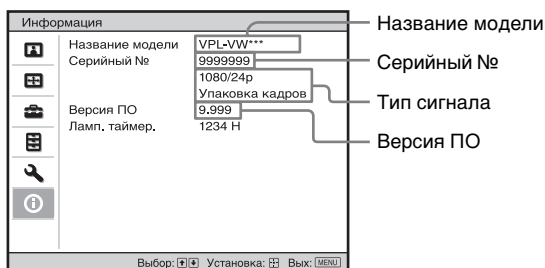 Информация
Название модели VPL-VW***
Серийный № 9999999
1080/24p
Упаковка кадров
Версия ПО 9.999
Ламп. таймер. 1234 H
Выбор: Установка: Вых: MENU
Название модели
Серийный №
Тип сигнала
Версия ПО